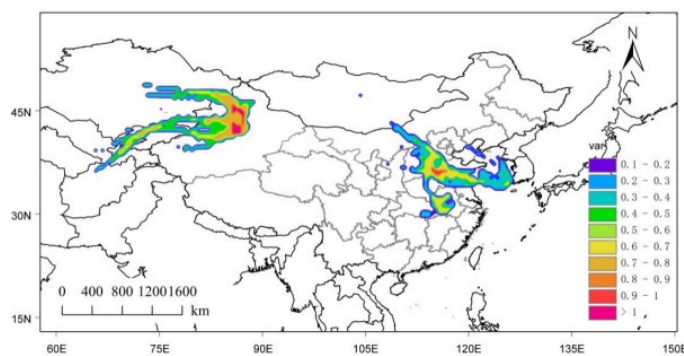 N
45N
30N
15N
var
0.1 - 0.2
0.2 - 0.3
0.3 - 0.4
0.4 - 0.5
0.5 - 0.6
0.6 - 0.7
0.7 - 0.8
0.8 - 0.9
0.9 - 1
> 1
0 400 800 1200 1600
km
60E 75E 90E 105E 120E 135E 150E